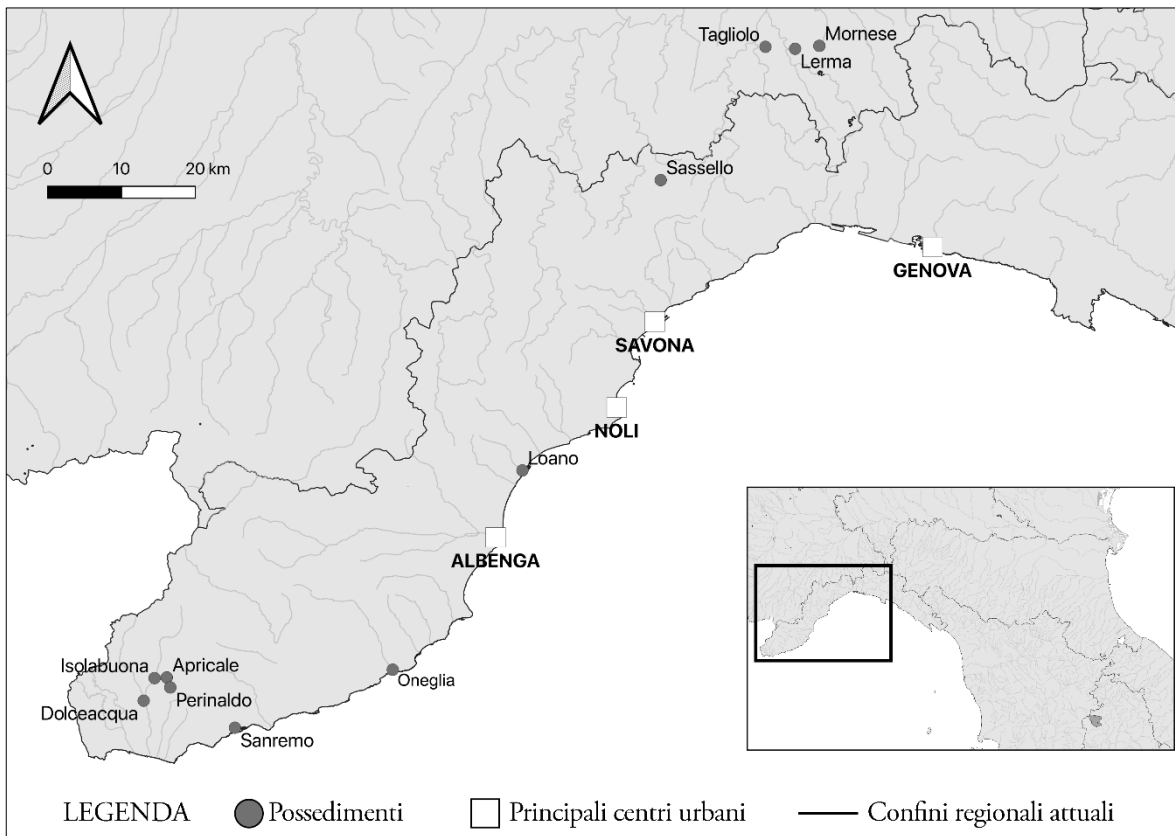 Tagliolo
Mornese
Lerma
0 10 20 km
Sassello
GENOVA
SAVONA
NOLI
Loano
ALBENGA
Isolabuona
Apricale
Perinaldo
Oneglia
Dolceacqua
Sanremo
LEGENDA Possedimenti Principali centri urbani Confini regionali attuali